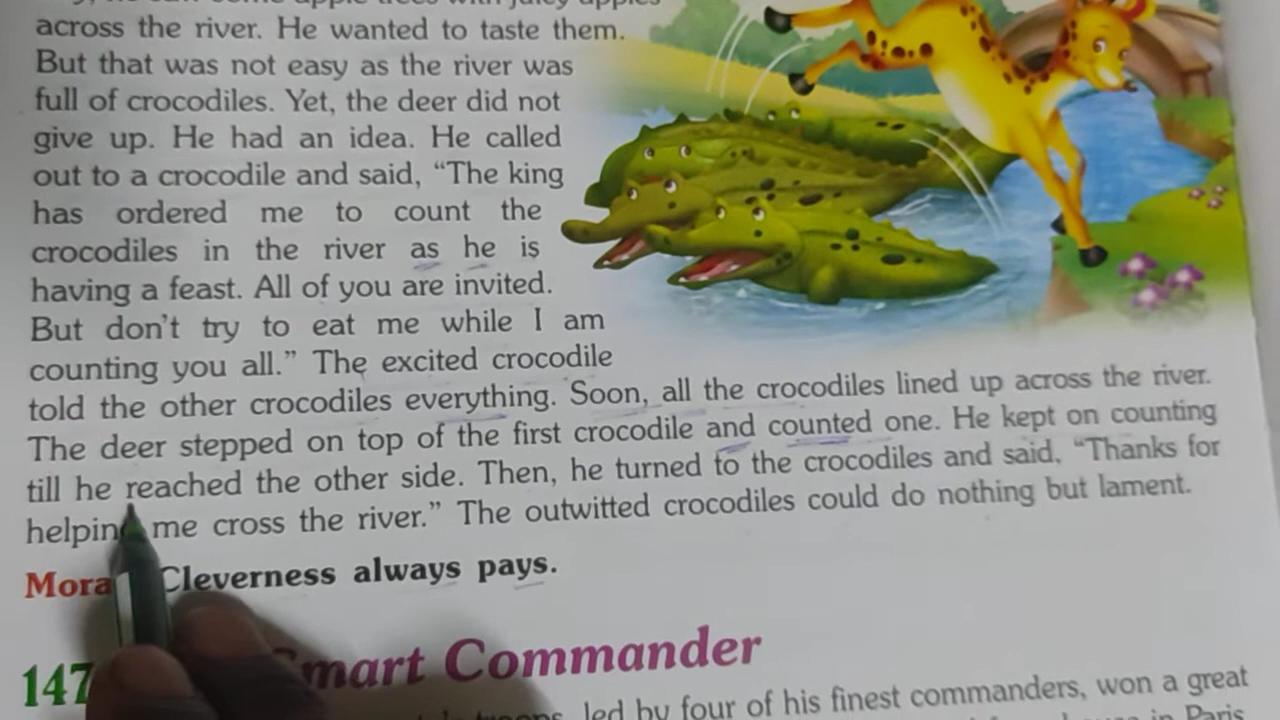 across the river. He wanted to taste them.
But that was not easy as the river was
full of crocodiles. Yet, the deer did not
give up. He had an idea. He called
out to a crocodile and said, “The king
has ordered me to count the
crocodiles in the river as he is
having a feast. All of you are invited.
But don’t try to eat me while I am
counting you all.” The excited crocodile
told the other crocodiles everything. Soon, all the crocodiles lined up across the river.
The deer stepped on top of the first crocodile and counted one. He kept on counting
till he reached the other side. Then, he turned to the crocodiles and said, “Thanks for
helping me cross the river.” The outwitted crocodiles could do nothing but lament.
Cleverness always pays.
147
Smart Commander
led by four of his finest commanders, won a great
in Paris